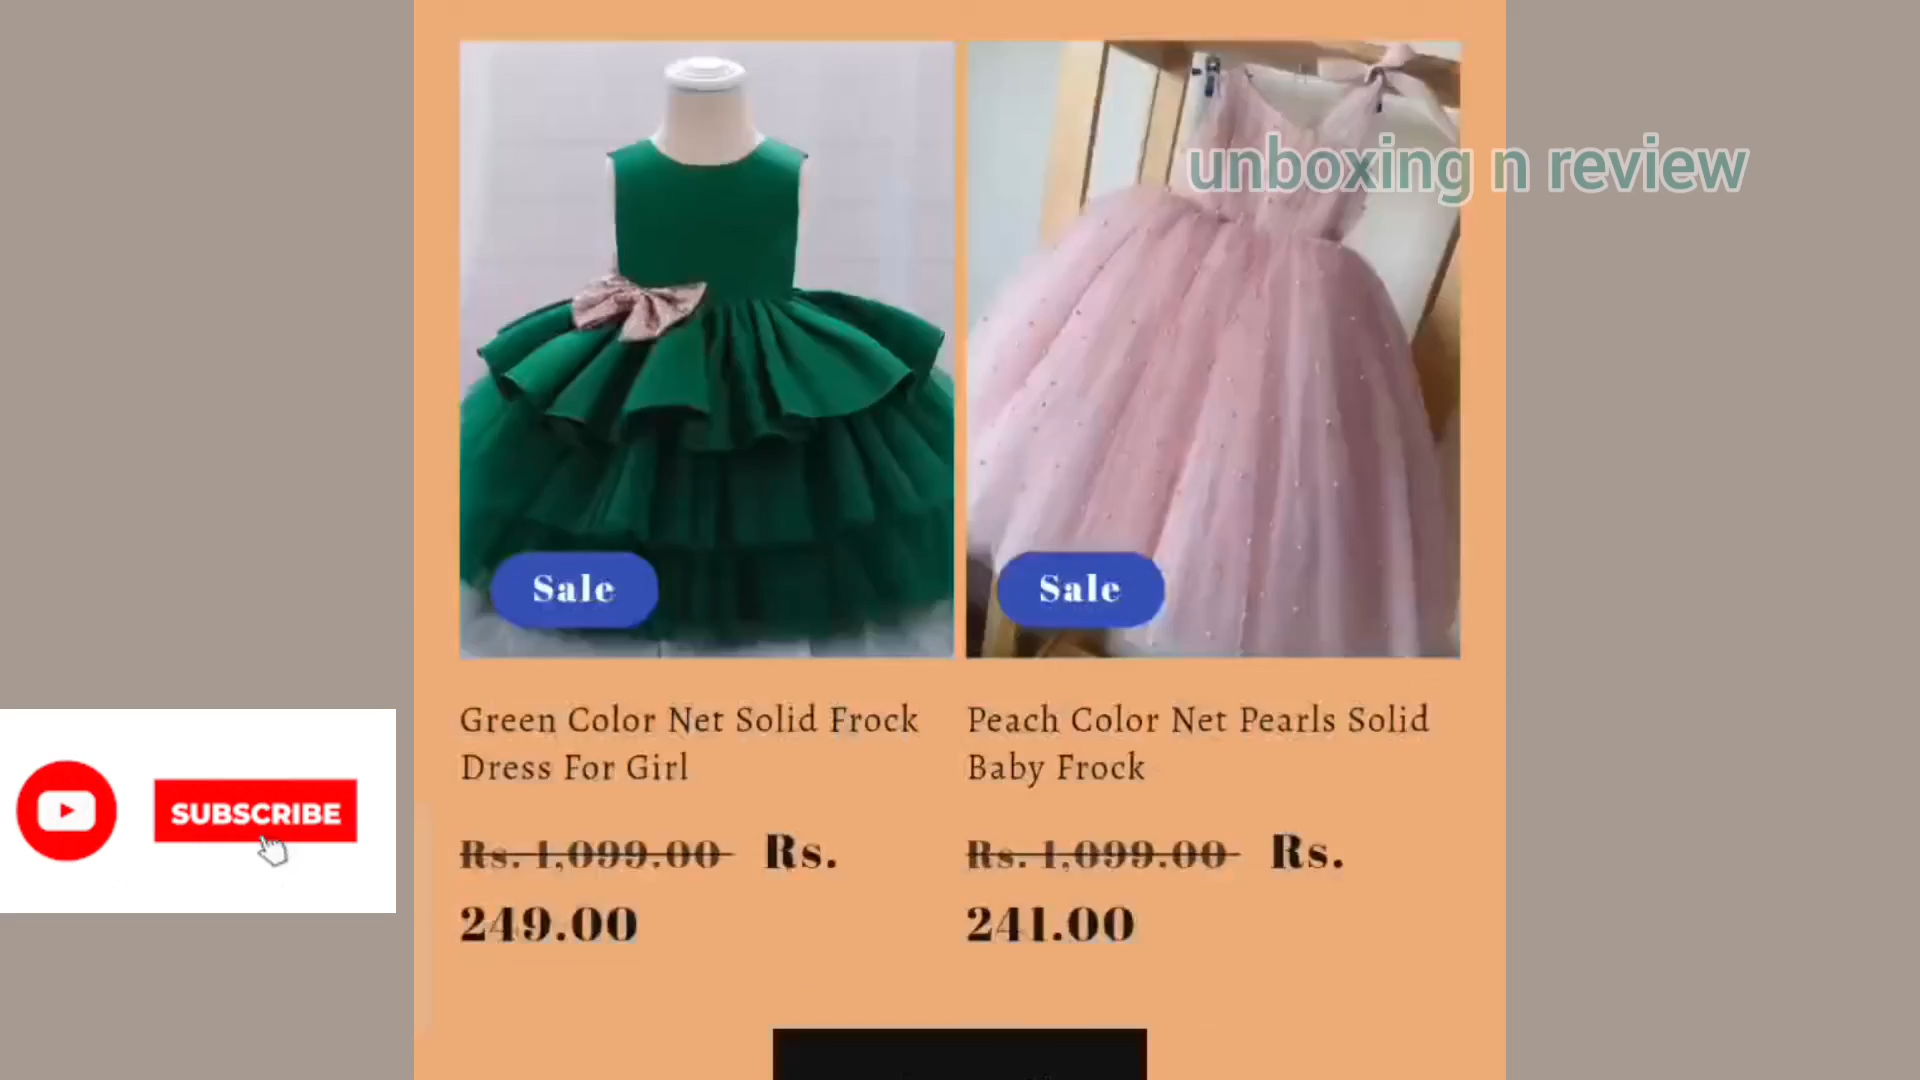 unboxing n review
Sale
Sale
Green Color Net Solid Frock
Dress For Girl
Rs. 1,099.00 Rs.
249.00
Peach Color Net Pearls Solid
Baby Frock
Rs. 1,099.00 Rs.
241.00
SUBSCRIBE